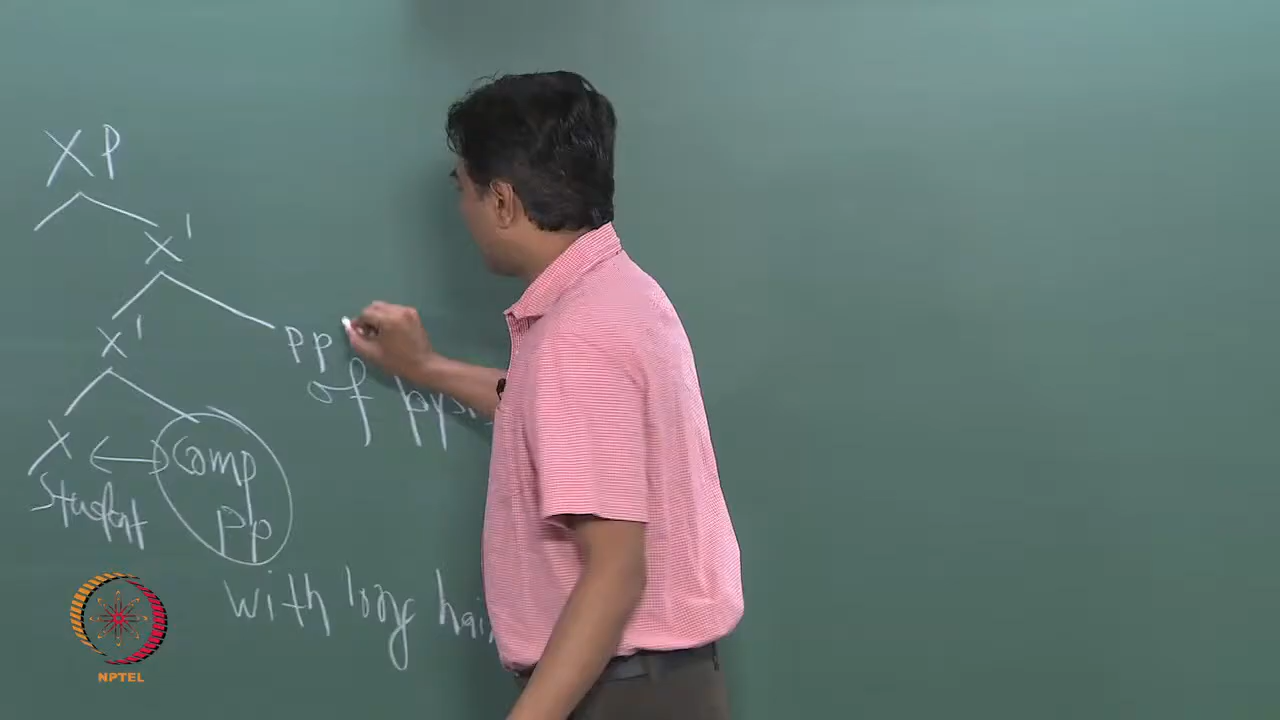 XP
X'
X'
PP
of
X
Comp
Student
PP
with long hair
NPTEL